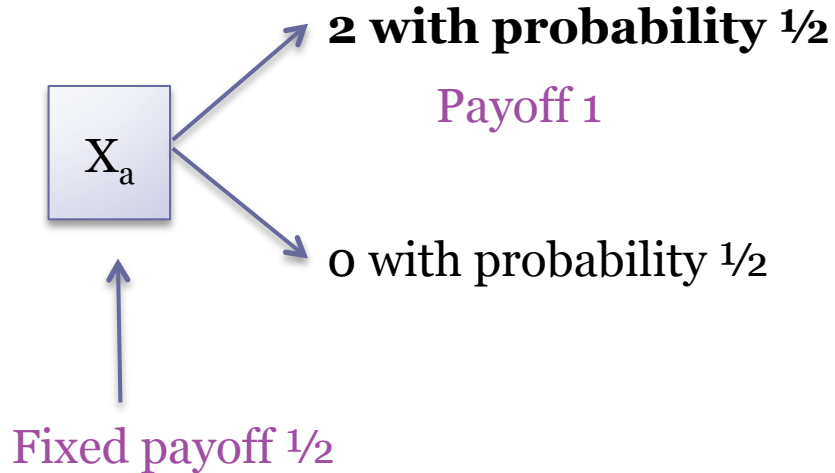 2 with probability ½
Payoff 1
Xₐ
0 with probability ½
Fixed payoff ½